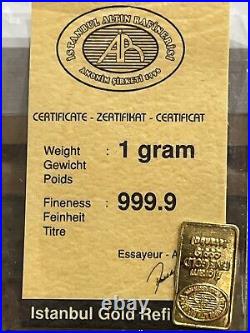 İSTANBUL ALTIN RAFİNERİSİ
ANONİM ŞİRKETİ 1996
CERTIFICATE - ZERTIFIKAT - CERTIFICAT
Weight : 1 gram
Gewicht
Poids
Fineness : 999.9
Feinheit
Titre
Essayeur - A
Istanbul Gold Refi